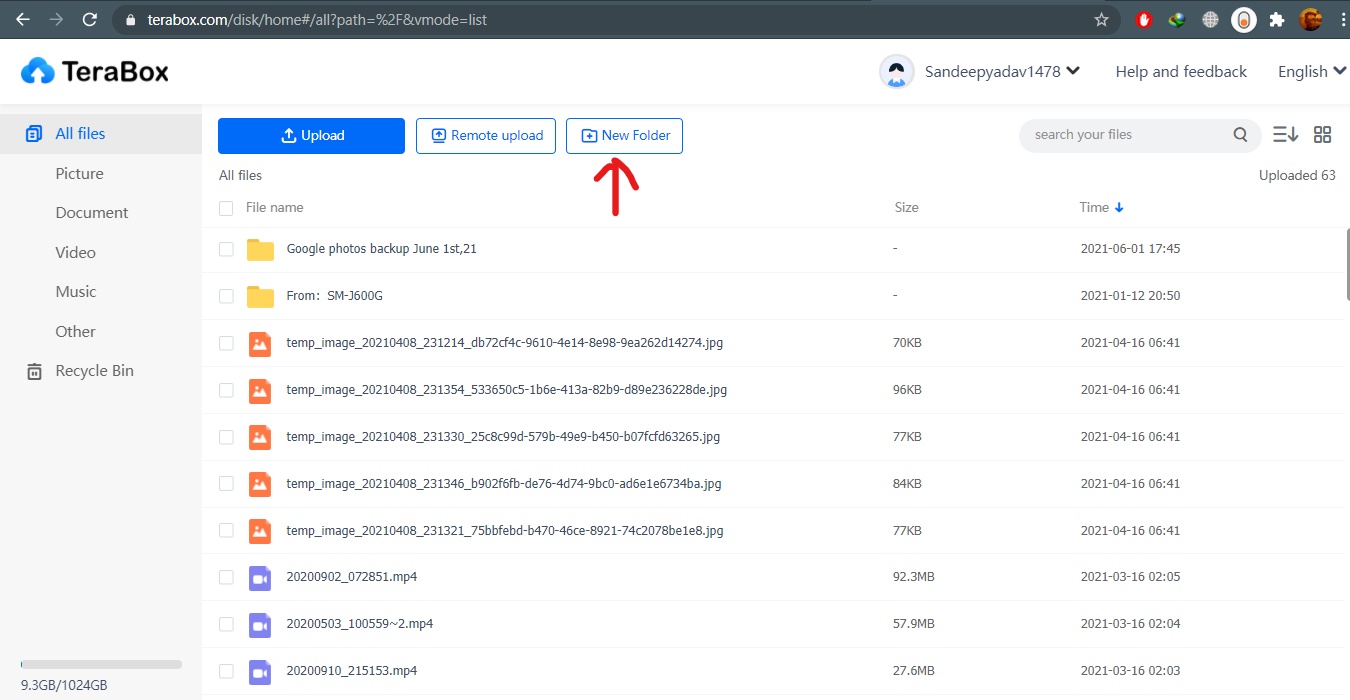 terabox.com/disk/home#/all?path=%2F&vmode=list
TeraBox
Sandeepyadav1478
Help and feedback
English
All files
Picture
Document
Video
Music
Other
Recycle Bin
9.3GB/1024GB
Upload
Remote upload
New Folder
search your files
All files
Uploaded 63
File name Size Time
Google photos backup June 1st,21 - 2021-06-01 17:45
From：SM-J600G - 2021-01-12 20:50
temp_image_20210408_231214_db72cf4c-9610-4e14-8e98-9ea262d14274.jpg 70KB 2021-04-16 06:41
temp_image_20210408_231354_533650c5-1b6e-413a-82b9-d89e236228de.jpg 96KB 2021-04-16 06:41
temp_image_20210408_231330_25c8c99d-579b-49e9-b450-b07fcfd63265.jpg 77KB 2021-04-16 06:41
temp_image_20210408_231346_b902f6fb-de76-4d74-9bc0-ad6e1e6734ba.jpg 84KB 2021-04-16 06:41
temp_image_20210408_231321_75bbfebd-b470-46ce-8921-74c2078be1e8.jpg 77KB 2021-04-16 06:41
20200902_072851.mp4 92.3MB 2021-03-16 02:05
20200503_100559~2.mp4 57.9MB 2021-03-16 02:04
20200910_215153.mp4 27.6MB 2021-03-16 02:03